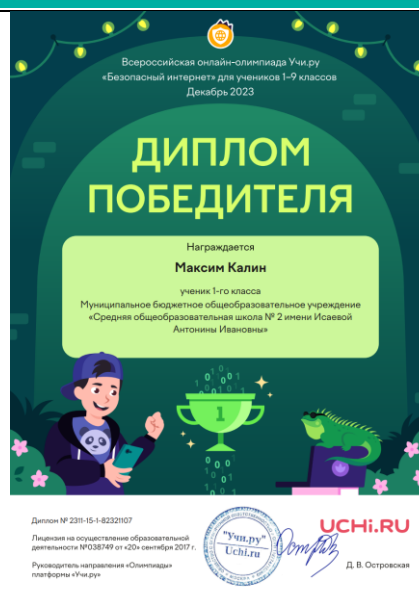 Всероссийская онлайн-олимпиада Учи.ру
«Безопасный интернет» для учеников 1–9 классов
Декабрь 2023
ДИПЛОМ
ПОБЕДИТЕЛЯ
Награждается
Максим Калин
ученик 1-го класса
Муниципальное бюджетное общеобразовательное учреждение
«Средняя общеобразовательная школа № 2 имени Исаевой
Антонины Ивановны»
1
Диплом № 2311-15-1-82321107
Лицензия на осуществление образовательной
деятельности №038749 от «20» сентября 2017 г.
Руководитель направления «Олимпиады»
платформы «Учи.ру»
"Учи.ру"
Uchi.ru
UCHi.RU
Д. В. Островская